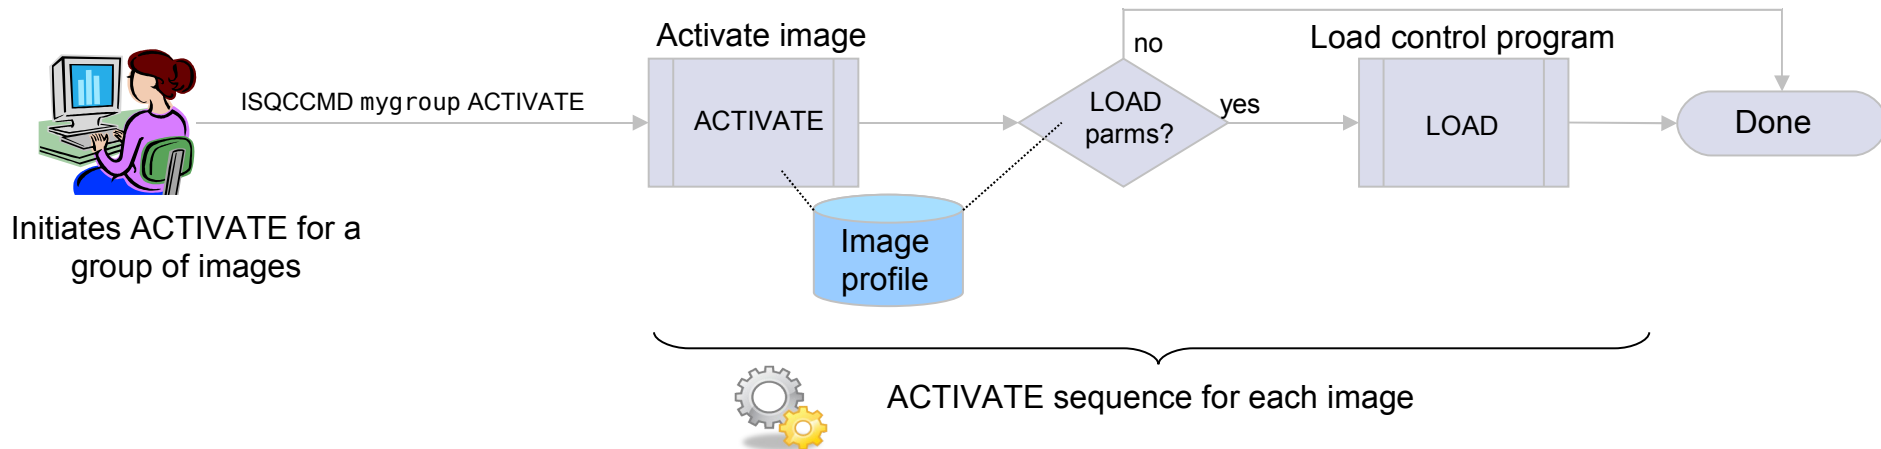 Activate image
no
Load control program
ISQCCMD mygroup ACTIVATE
ACTIVATE
LOAD
parms?
yes
LOAD
Done
Initiates ACTIVATE for a
group of images
Image
profile
ACTIVATE sequence for each image